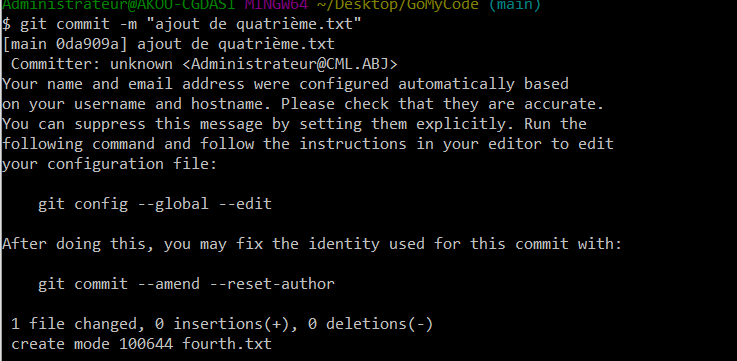 Administrateur@AKOU-CGDASI MINGW64 ~/Desktop/GoMyCode (main)
$ git commit -m "ajout de quatrième.txt"
[main 0da909a] ajout de quatrième.txt
 Committer: unknown <Administrateur@CML.ABJ>
Your name and email address were configured automatically based
on your username and hostname. Please check that they are accurate.
You can suppress this message by setting them explicitly. Run the
following command and follow the instructions in your editor to edit
your configuration file:

    git config --global --edit

After doing this, you may fix the identity used for this commit with:

    git commit --amend --reset-author

 1 file changed, 0 insertions(+), 0 deletions(-)
 create mode 100644 fourth.txt